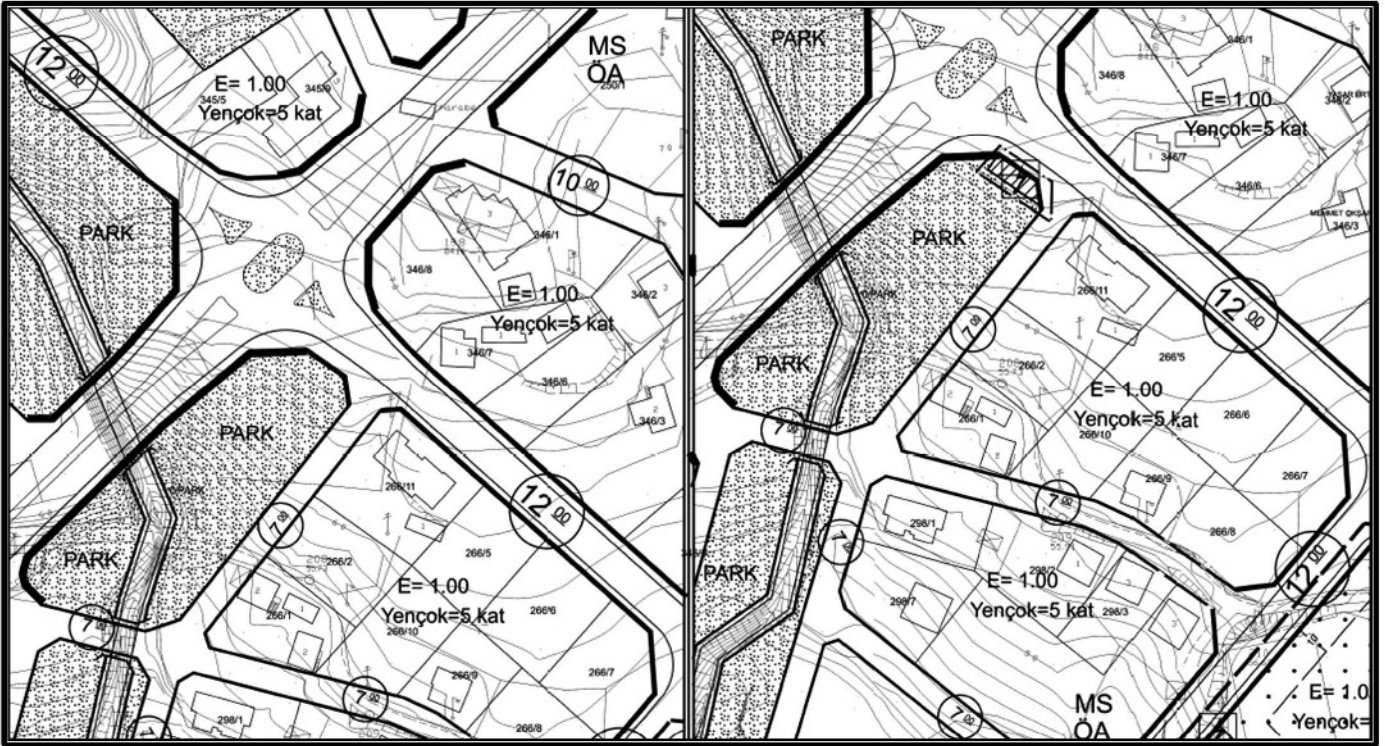 12 00
E= 1.00
345/5
345/9
Yençok=5 kat
MS
ÖA
250/1
10 00
PARK
3
346/1
346/8
E= 1.00
Yençok=5 kat
346/2
3
1
346/7
346/6
346/3
2
PARK
7 00
266/11
12 00
PARK
266/2
266/5
E= 1.00
Yençok=5 kat
266/1
266/10
266/6
266/7
266/9
7 00
298/1
266/8
PARK
3
346/1
346/8
E= 1.00
Yençok=5 kat
346/2
346/7
346/6
346/3
PARK
266/11
12 00
7 00
PARK
266/2
266/5
E= 1.00
Yençok=5 kat
266/1
266/10
266/6
266/7
7 00
266/9
7 00
298/1
266/8
12 00
PARK
298/2
E= 1.00
Yençok=5 kat
298/7
298/3
MS
ÖA
7 00
E= 1.0
Yençok=